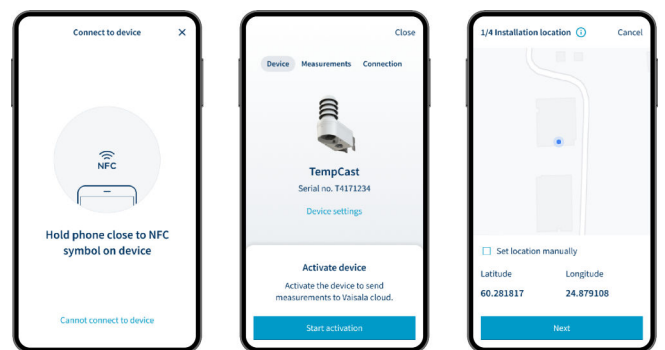 Connect to device
NFC
Hold phone close to NFC
symbol on device
Cannot connect to device
Close
Device Measurements Connection
TempCast
Serial no. T4171234
Device settings
Activate device
Activate the device to send
measurements to Vaisala cloud.
Start activation
1/4 Installation location
Cancel
Set location manually
Latitude Longitude
60.281817 24.879108
Next